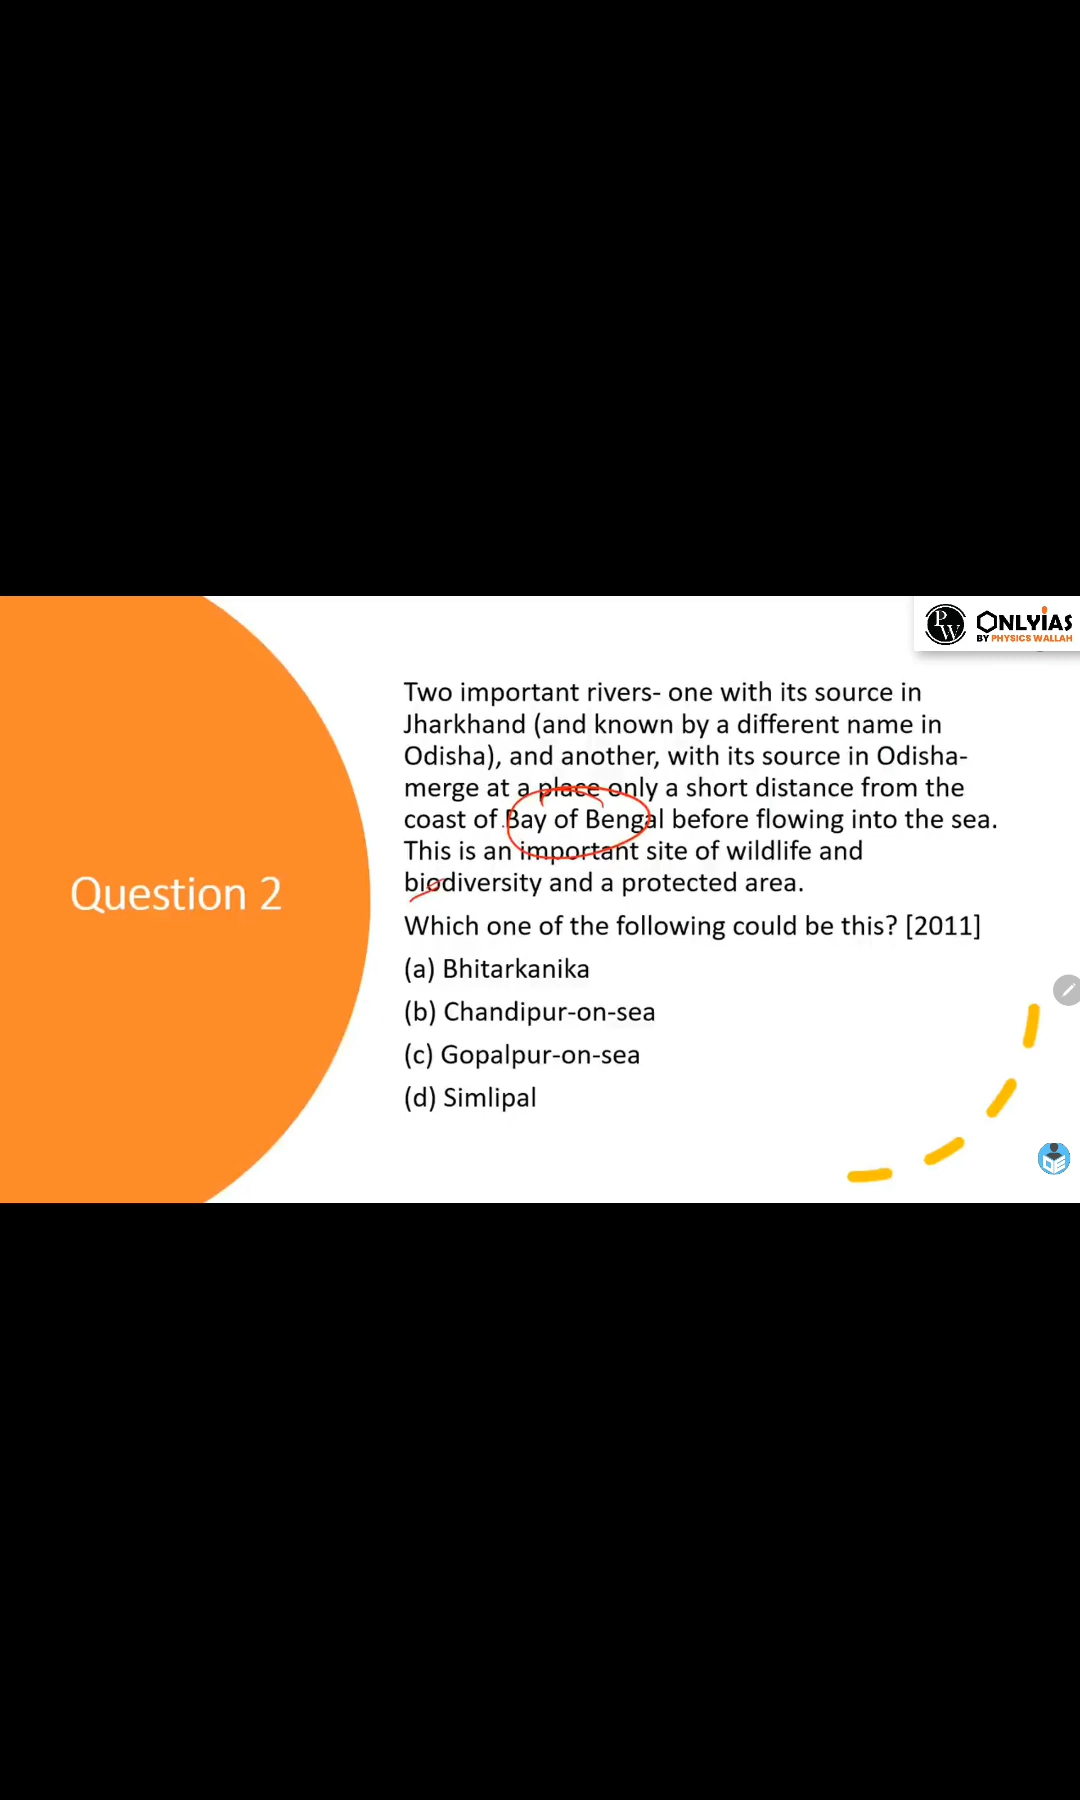 PW ONLYIAS
BY PHYSICS WALLAH
Two important rivers- one with its source in
Jharkhand (and known by a different name in
Odisha), and another, with its source in Odisha-
merge at a place only a short distance from the
coast of Bay of Bengal before flowing into the sea.
This is an important site of wildlife and
biodiversity and a protected area.
Question 2
Which one of the following could be this? [2011]
(a) Bhitarkanika
(b) Chandipur-on-sea
(c) Gopalpur-on-sea
(d) Simlipal